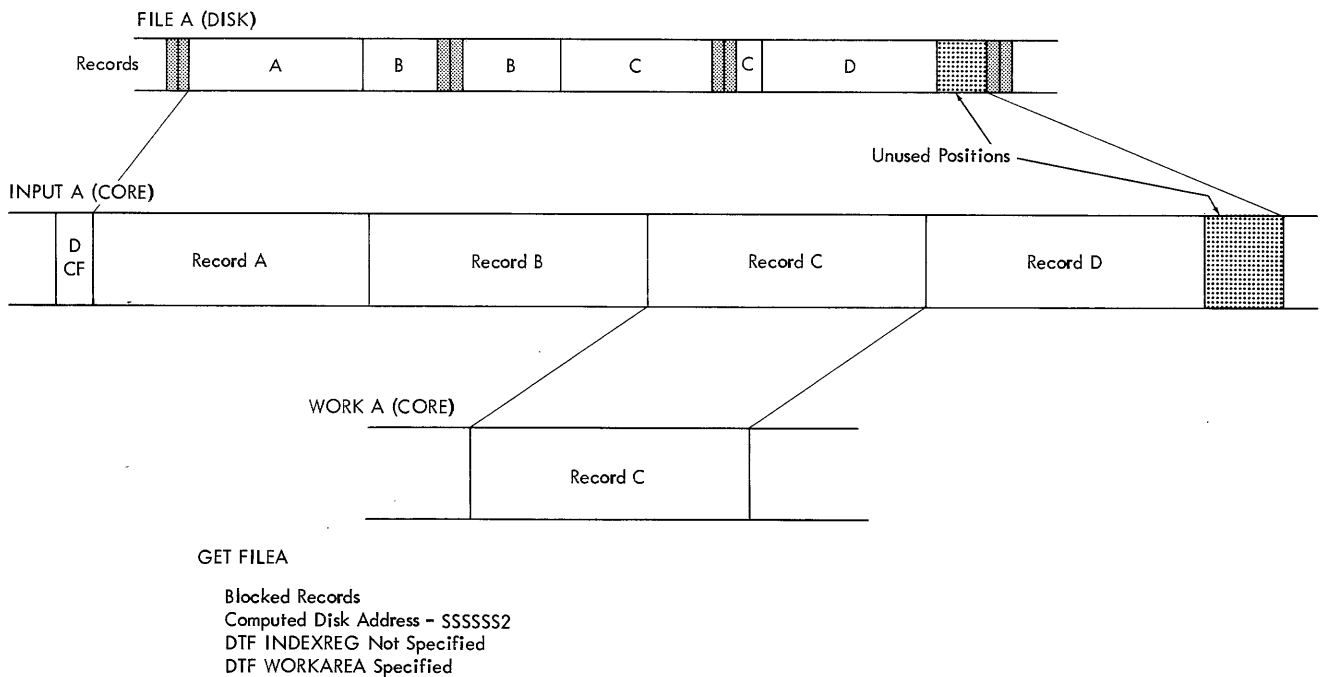 FILE A (DISK)
Records
A
B
B
C
C
D
Unused Positions
INPUT A (CORE)
D
CF
Record A
Record B
Record C
Record D
WORK A (CORE)
Record C
GET FILEA
Blocked Records
Computed Disk Address - SSSSSS2
DTF INDEXREG Not Specified
DTF WORKAREA Specified